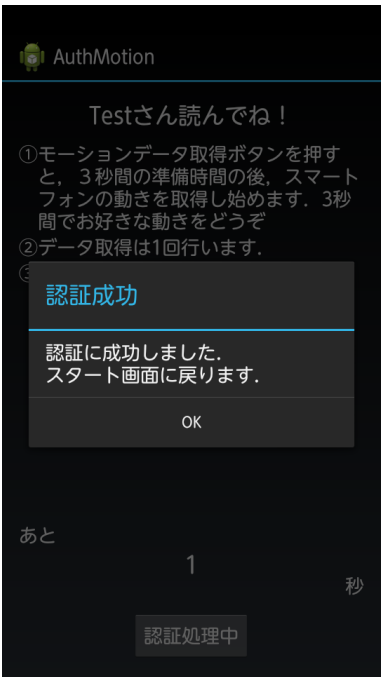 AuthMotion
Testさん読んでね！
①モーションデータ取得ボタンを押す
と，３秒間の準備時間の後，スマート
フォンの動きを取得し始めます．3秒
間でお好きな動きをどうぞ
②データ取得は1回行います．
③
認証成功
認証に成功しました．
スタート画面に戻ります．
OK
あと
1
秒
認証処理中